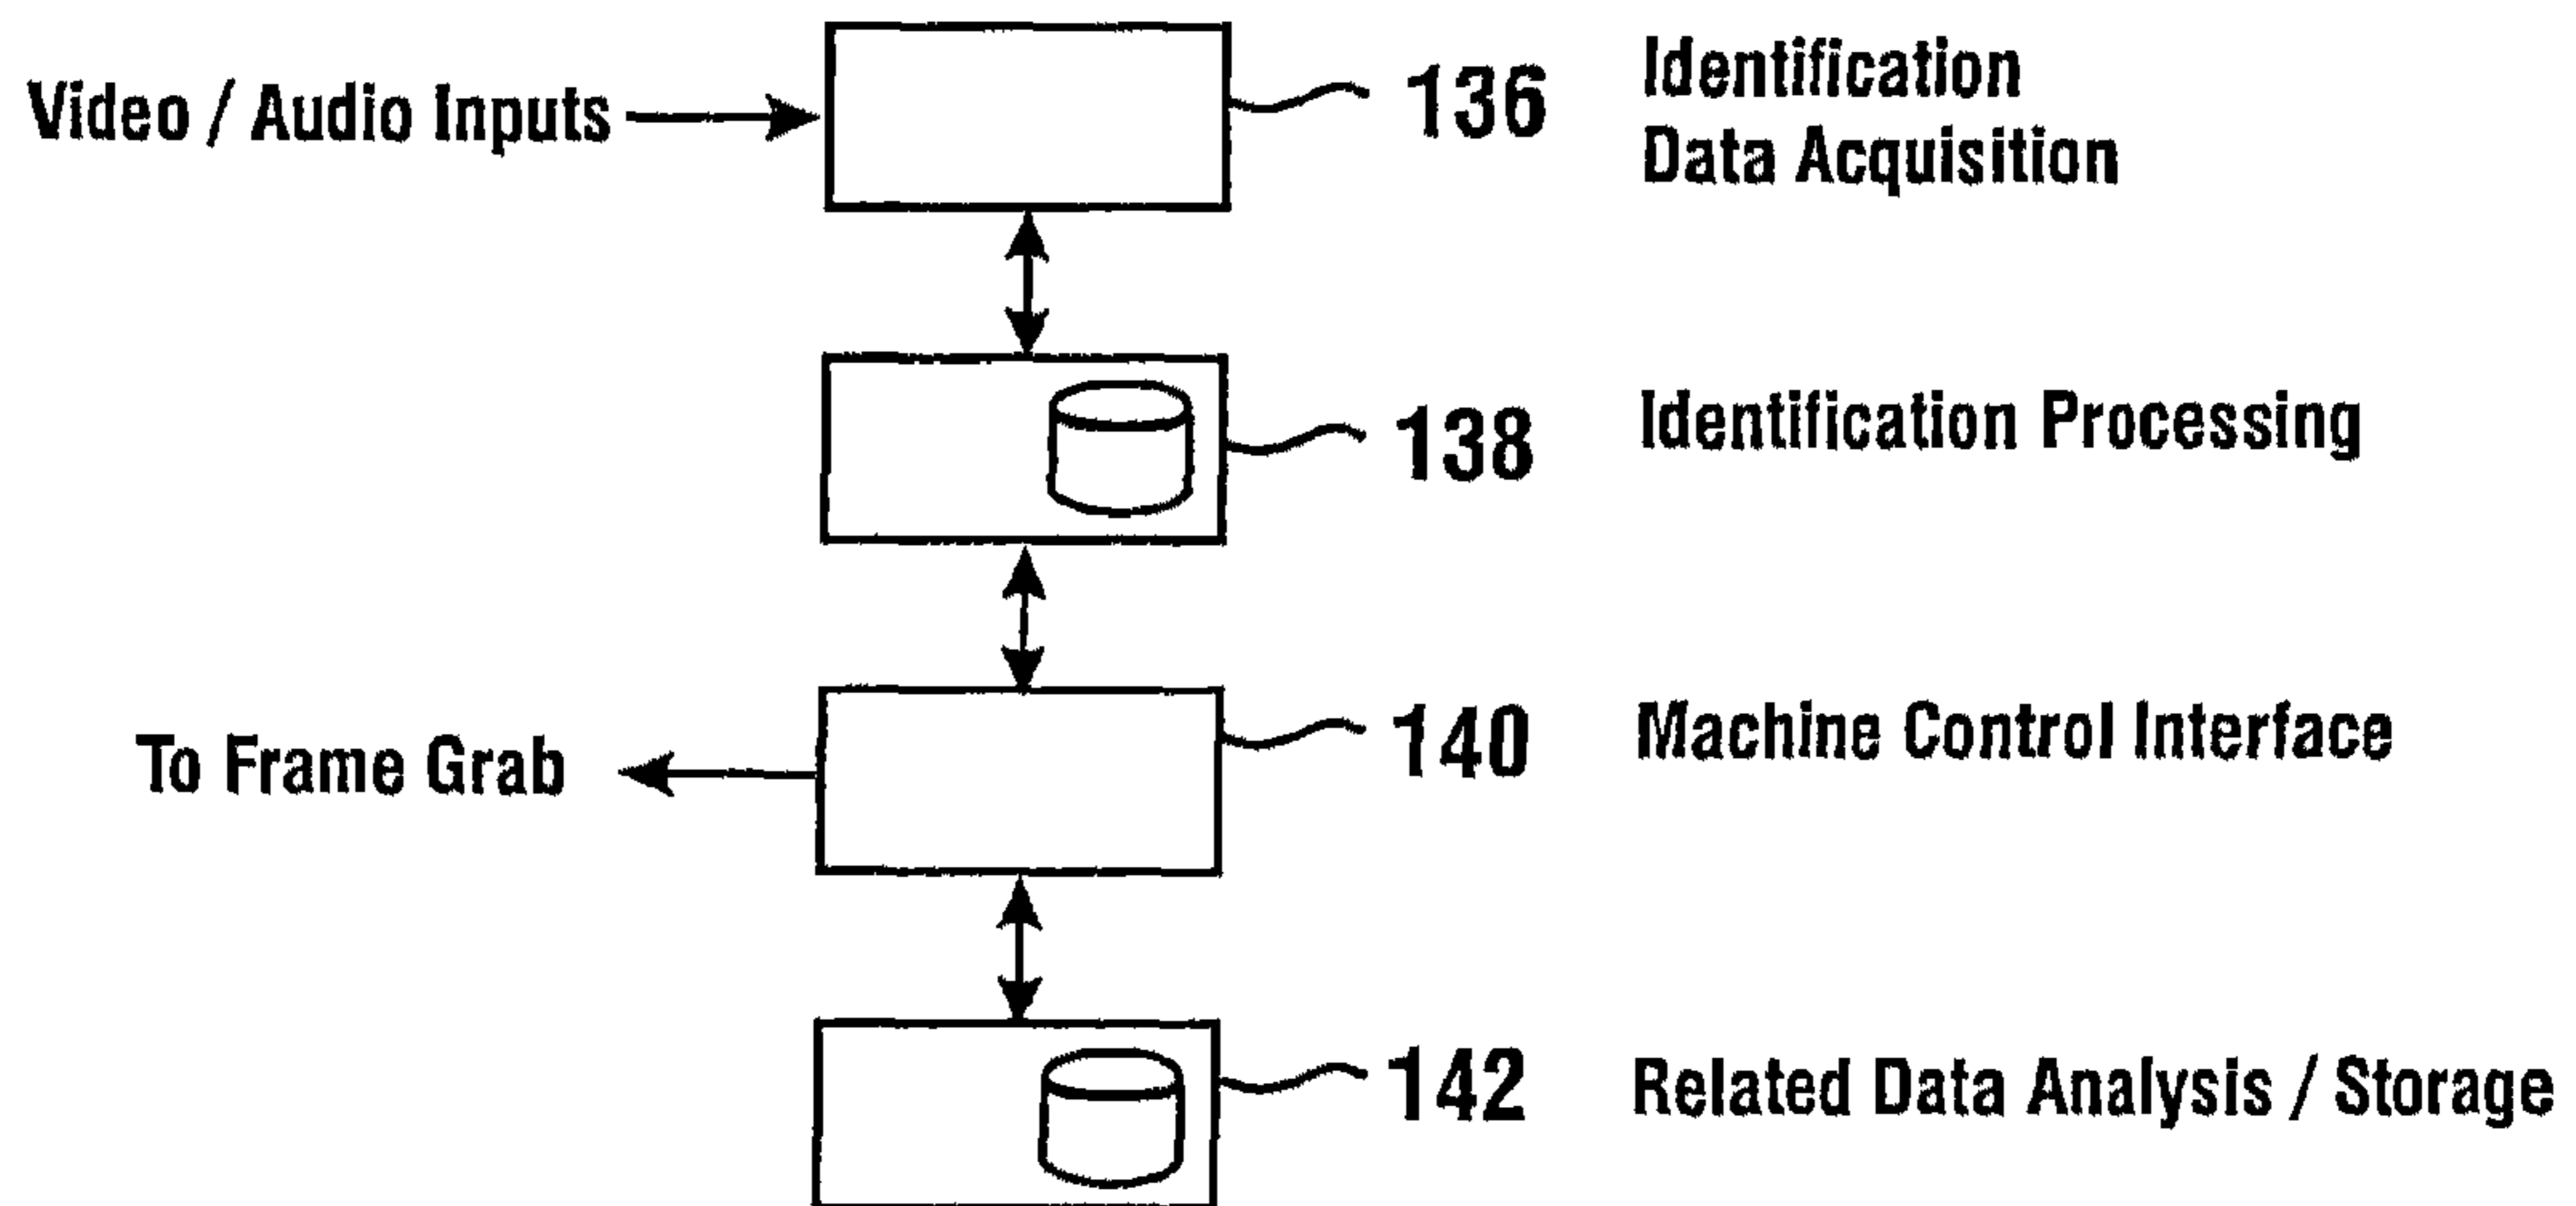 Video / Audio Inputs
136
Identification
Data Acquisition
138
Identification Processing
To Frame Grab
140
Machine Control Interface
142
Related Data Analysis / Storage